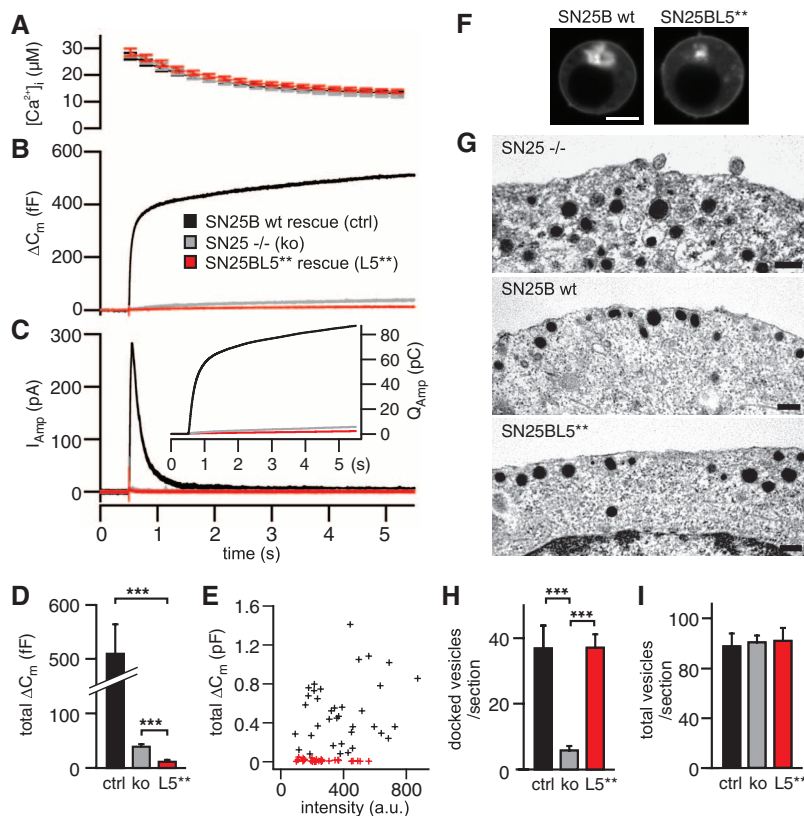 A
30
20
10
0
[Ca²⁺]ᵢ (µM)
B
600
400
200
0
ΔCm (fF)
SN25B wt rescue (ctrl)
SN25 -/- (ko)
SN25BL5** rescue (L5**)
C
300
200
100
0
IAmp (pA)
80
60
40
20
0
QAmp (pC)
0 1 2 3 4 5 (s)
0 1 2 3 4 5
time (s)
D
600
500
50
0
total ΔCm (fF)
***
***
ctrl ko L5**
E
1.6
1.2
0.8
0.4
0
total ΔCm (pF)
0 400 800
intensity (a.u.)
F
SN25B wt
SN25BL5**
G
SN25 -/-
SN25B wt
SN25BL5**
H
***
***
40
20
0
docked vesicles
/section
ctrl ko L5**
I
120
80
40
0
total vesicles
/section
ctrl ko L5**